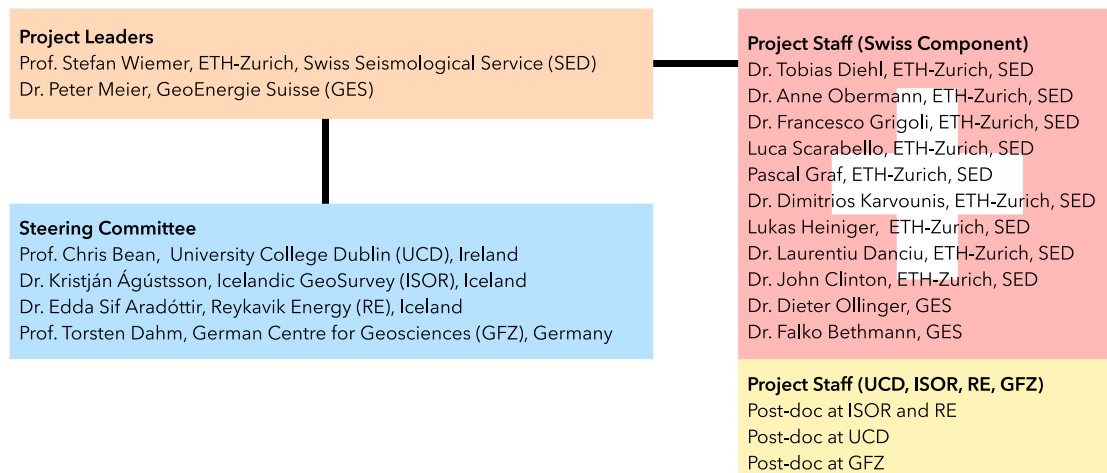 Project Leaders
Prof. Stefan Wiemer, ETH-Zurich, Swiss Seismological Service (SED)
Dr. Peter Meier, GeoEnergie Suisse (GES)
Steering Committee
Prof. Chris Bean, University College Dublin (UCD), Ireland
Dr. Kristján Ágústsson, Icelandic GeoSurvey (ISOR), Iceland
Dr. Edda Sif Aradóttir, Reykavik Energy (RE), Iceland
Prof. Torsten Dahm, German Centre for Geosciences (GFZ), Germany
Project Staff (Swiss Component)
Dr. Tobias Diehl, ETH-Zurich, SED
Dr. Anne Obermann, ETH-Zurich, SED
Dr. Francesco Grigoli, ETH-Zurich, SED
Luca Scarabello, ETH-Zurich, SED
Pascal Graf, ETH-Zurich, SED
Dr. Dimitrios Karvounis, ETH-Zurich, SED
Lukas Heiniger, ETH-Zurich, SED
Dr. Laurentiu Danciu, ETH-Zurich, SED
Dr. John Clinton, ETH-Zurich, SED
Dr. Dieter Ollinger, GES
Dr. Falko Bethmann, GES
Project Staff (UCD, ISOR, RE, GFZ)
Post-doc at ISOR and RE
Post-doc at UCD
Post-doc at GFZ